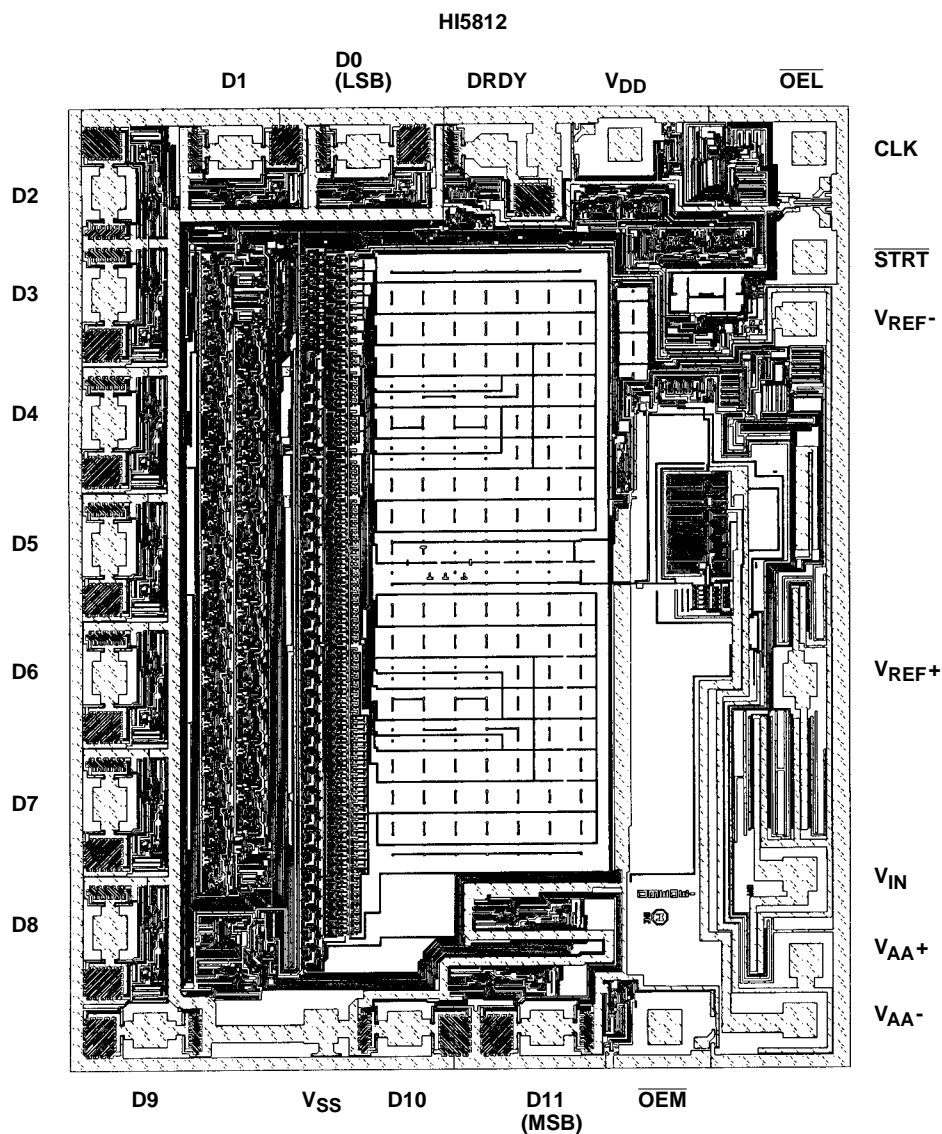 HI5812
D1
D0
(LSB)
DRDY
VDD
OEL
CLK
D2
STRT
D3
VREF-
D4
D5
D6
VREF+
D7
VIN
D8
VAA+
VAA-
D9
VSS
D10
D11
(MSB)
OEM